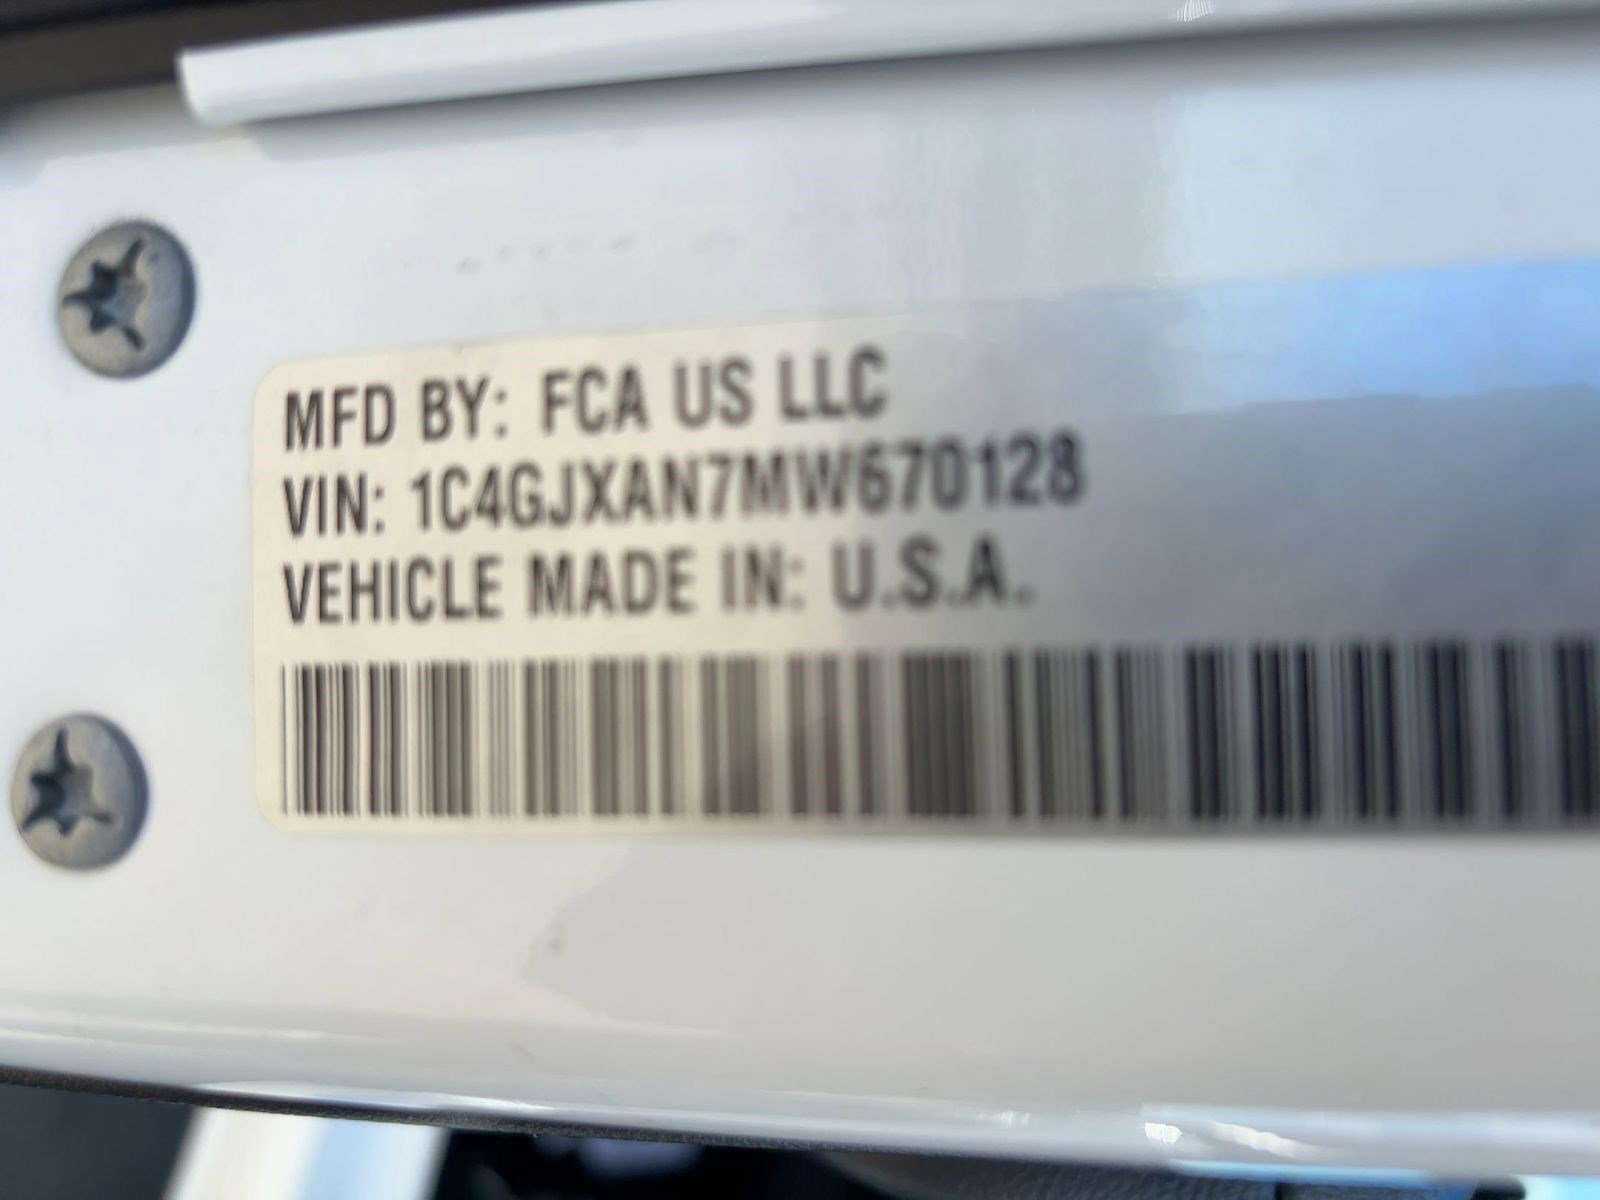 MFD BY: FCA US LLC
VIN: 1C4GJXAN7MW670128
VEHICLE MADE IN: U.S.A.